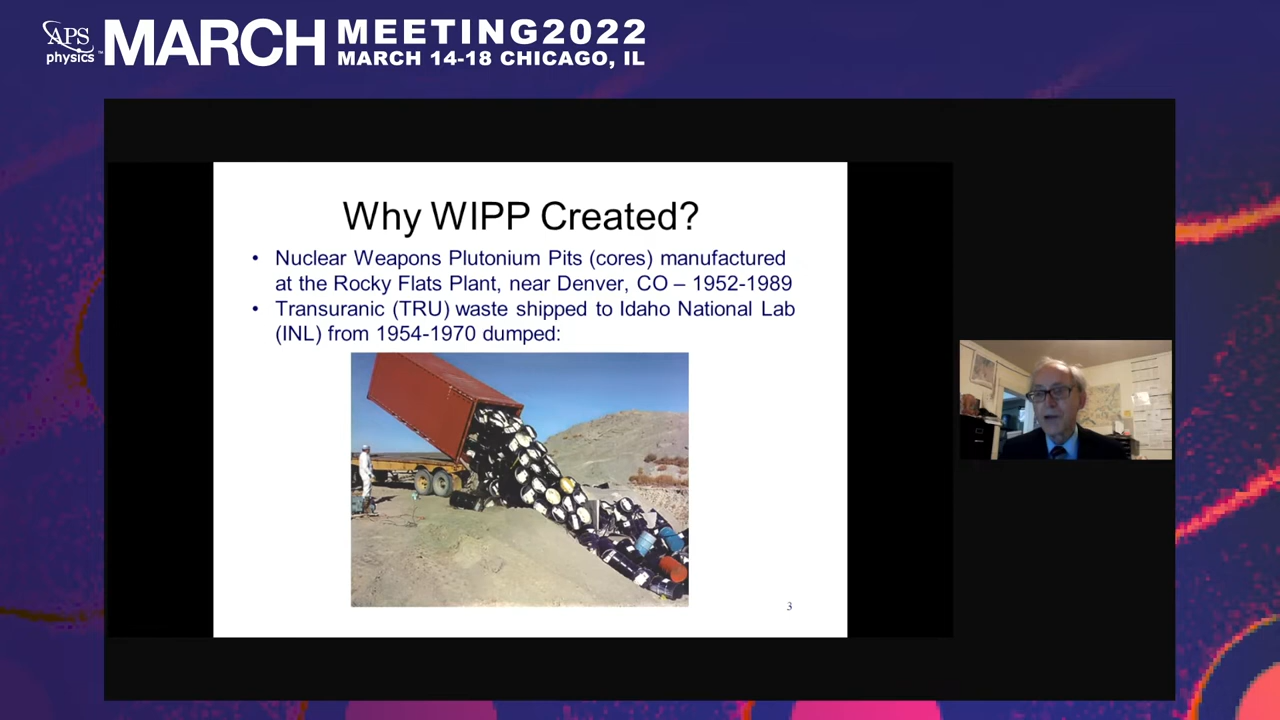 APS
physics
MARCH
MEETING2022
MARCH 14-18 CHICAGO, IL
Why WIPP Created?
• Nuclear Weapons Plutonium Pits (cores) manufactured
at the Rocky Flats Plant, near Denver, CO – 1952-1989
• Transuranic (TRU) waste shipped to Idaho National Lab
(INL) from 1954-1970 dumped:
3